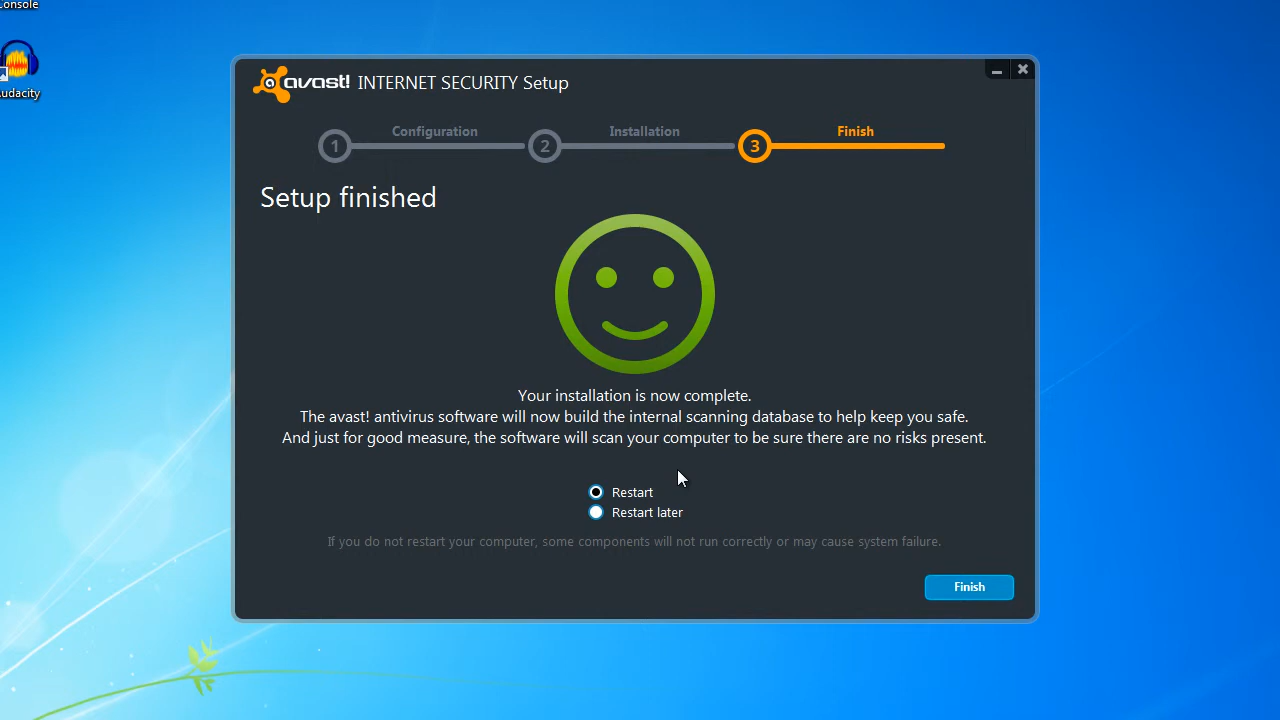 Console
Audacity
avast! INTERNET SECURITY Setup
Configuration
Installation
Finish
1
2
3
Setup finished
Your installation is now complete.
The avast! antivirus software will now build the internal scanning database to help keep you safe.
And just for good measure, the software will scan your computer to be sure there are no risks present.
Restart
Restart later
If you do not restart your computer, some components will not run correctly or may cause system failure.
Finish